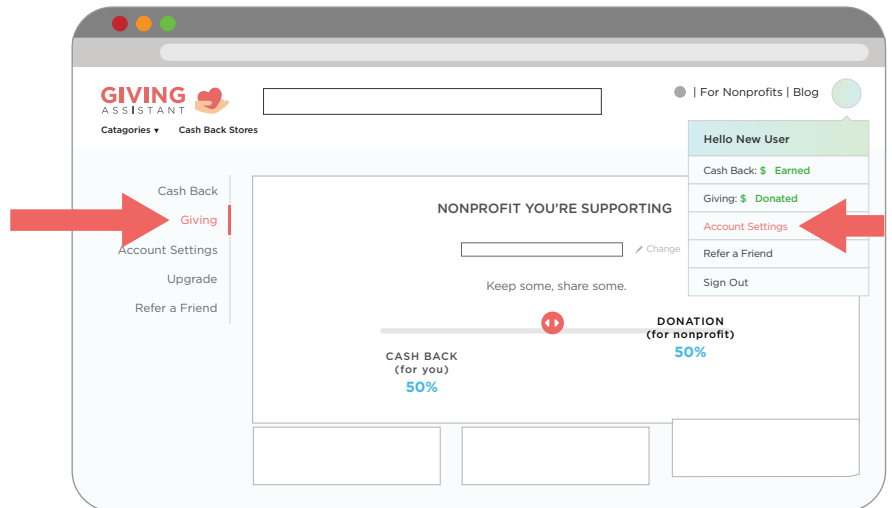 GIVING
ASSISTANT
| For Nonprofits | Blog
Catagories ▾ Cash Back Stores
Hello New User
Cash Back: $ Earned
Giving: $ Donated
Account Settings
Refer a Friend
Sign Out
Cash Back
Giving
Account Settings
Upgrade
Refer a Friend
NONPROFIT YOU'RE SUPPORTING
Change
Keep some, share some.
CASH BACK
(for you)
50%
DONATION
(for nonprofit)
50%